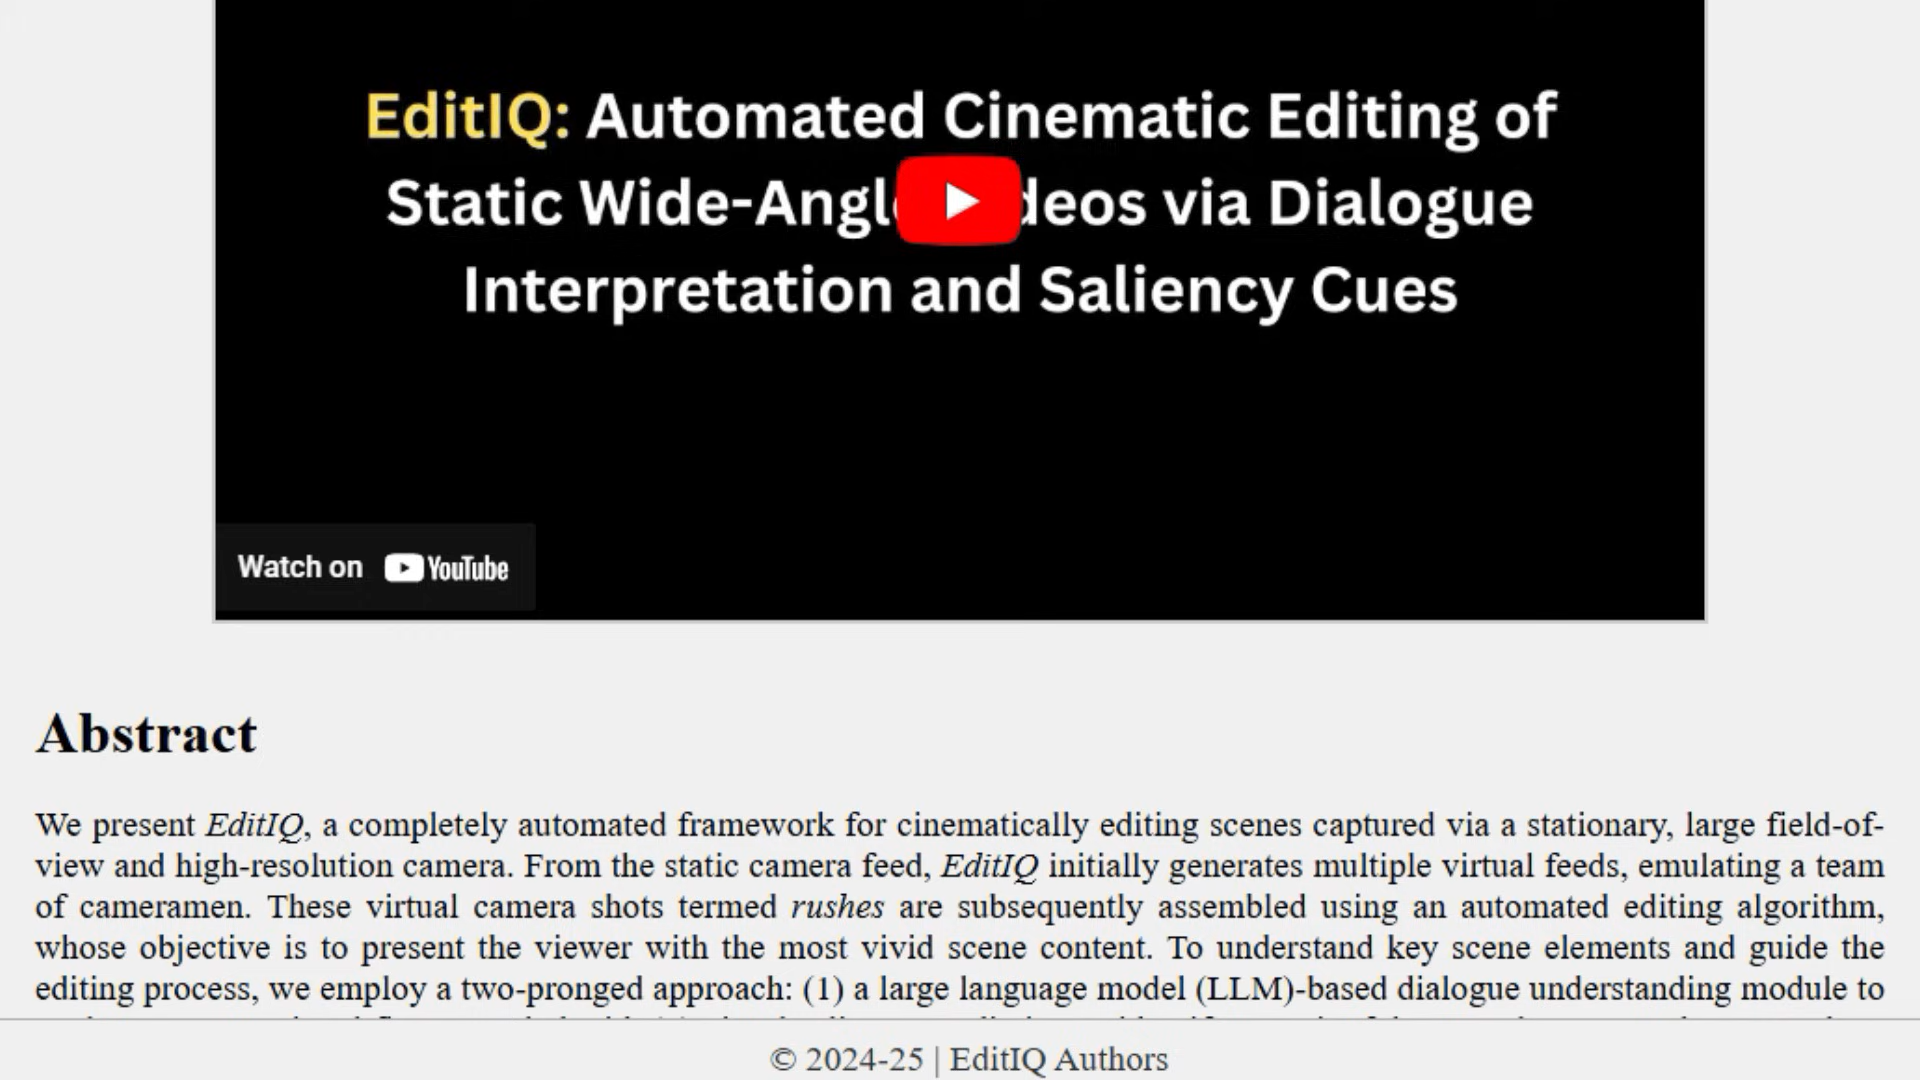 EditIQ: Automated Cinematic Editing of
Static Wide-Angl deos via Dialogue
Interpretation and Saliency Cues
Watch on YouTube
Abstract
We present EditIQ, a completely automated framework for cinematically editing scenes captured via a stationary, large field-of-
view and high-resolution camera. From the static camera feed, EditIQ initially generates multiple virtual feeds, emulating a team
of cameramen. These virtual camera shots termed rushes are subsequently assembled using an automated editing algorithm,
whose objective is to present the viewer with the most vivid scene content. To understand key scene elements and guide the
editing process, we employ a two-pronged approach: (1) a large language model (LLM)-based dialogue understanding module to
© 2024-25 | EditIQ Authors